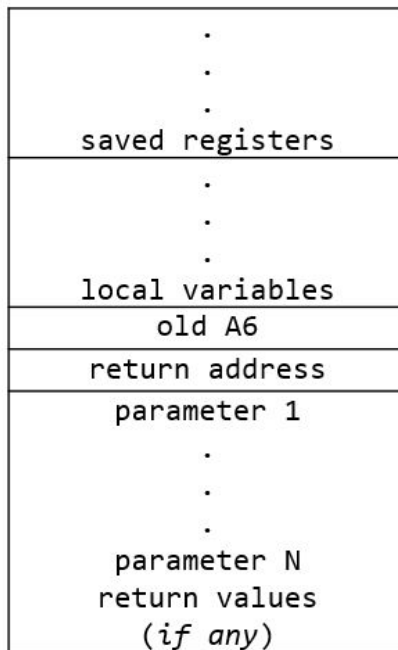 .
.
.
saved registers
.
.
.
local variables
old A6
return address
parameter 1
.
.
.
parameter N
return values
(if any)